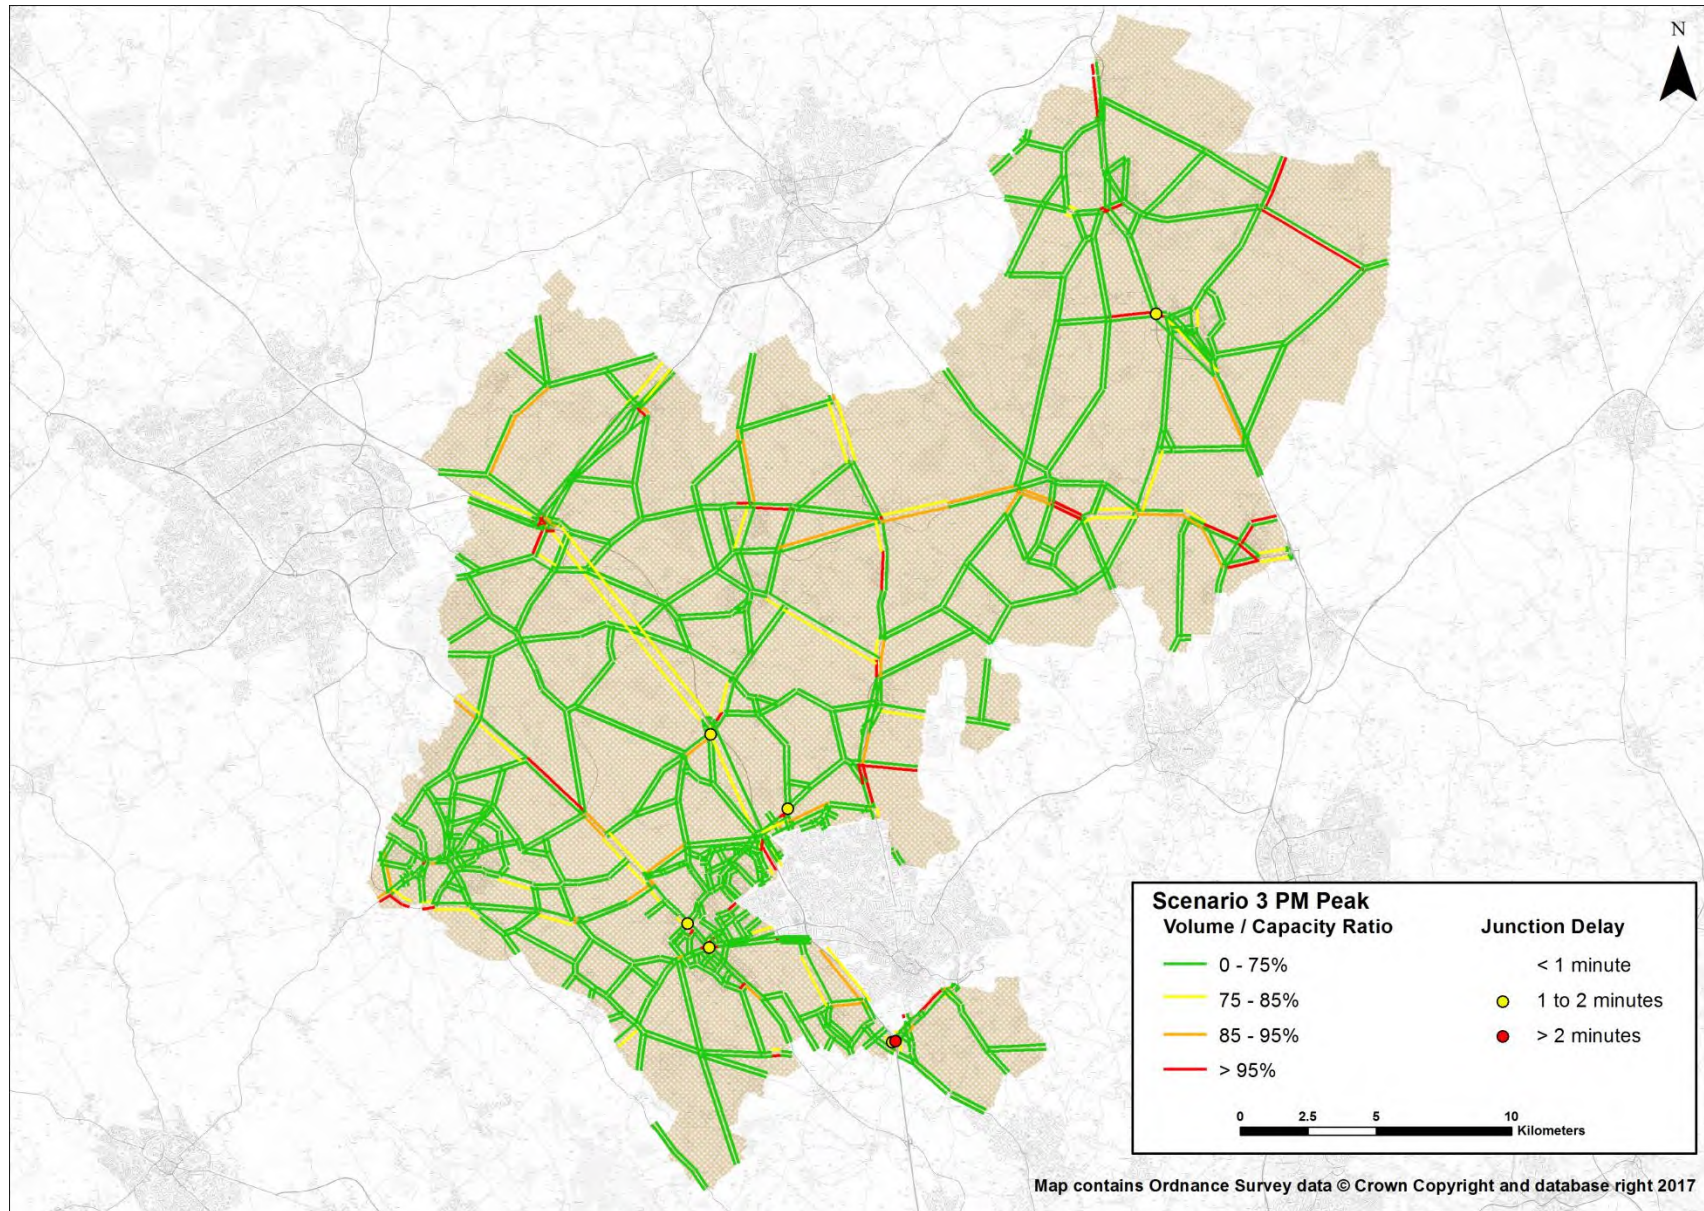 N
Scenario 3 PM Peak
Volume / Capacity Ratio
Junction Delay
0 - 75%
< 1 minute
75 - 85%
1 to 2 minutes
85 - 95%
> 2 minutes
> 95%
0 2.5 5 10
Kilometers
Map contains Ordnance Survey data © Crown Copyright and database right 2017